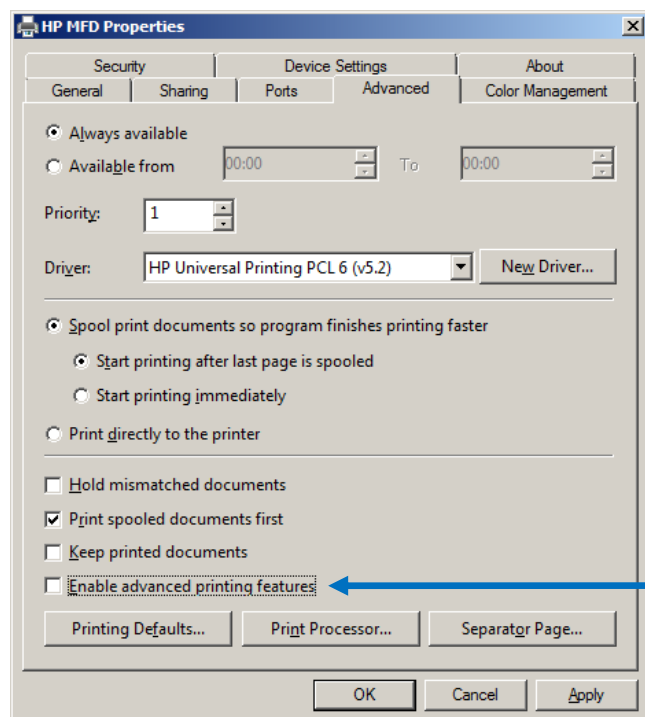 HP MFD Properties
Security Device Settings About
General Sharing Ports Advanced Color Management
Always available
Available from 00:00 To 00:00
Priority: 1
Driver: HP Universal Printing PCL 6 (v5.2) New Driver...
Spool print documents so program finishes printing faster
Start printing after last page is spooled
Start printing immediately
Print directly to the printer
Hold mismatched documents
Print spooled documents first
Keep printed documents
Enable advanced printing features
Printing Defaults... Print Processor... Separator Page...
OK Cancel Apply